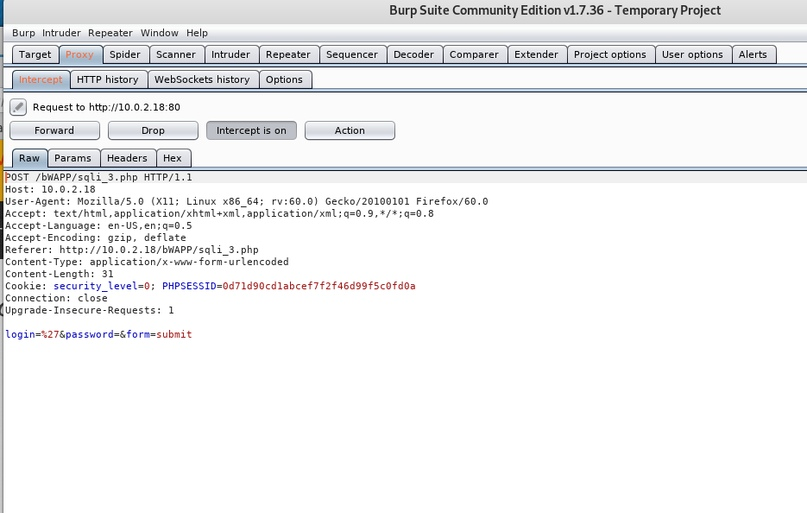 Burp Suite Community Edition v1.7.36 - Temporary Project
Burp Intruder Repeater Window Help
Target Proxy Spider Scanner Intruder Repeater Sequencer Decoder Comparer Extender Project options User options Alerts
Intercept HTTP history WebSockets history Options
Request to http://10.0.2.18:80
Forward Drop Intercept is on Action
Raw Params Headers Hex
POST /bWAPP/sqli_3.php HTTP/1.1
Host: 10.0.2.18
User-Agent: Mozilla/5.0 (X11; Linux x86_64; rv:60.0) Gecko/20100101 Firefox/60.0
Accept: text/html,application/xhtml+xml,application/xml;q=0.9,*/*;q=0.8
Accept-Language: en-US,en;q=0.5
Accept-Encoding: gzip, deflate
Referer: http://10.0.2.18/bWAPP/sqli_3.php
Content-Type: application/x-www-form-urlencoded
Content-Length: 31
Cookie: security_level=0; PHPSESSID=0d71d90cd1abcef7f2f46d99f5c0fd0a
Connection: close
Upgrade-Insecure-Requests: 1
login=%27&password=&form=submit